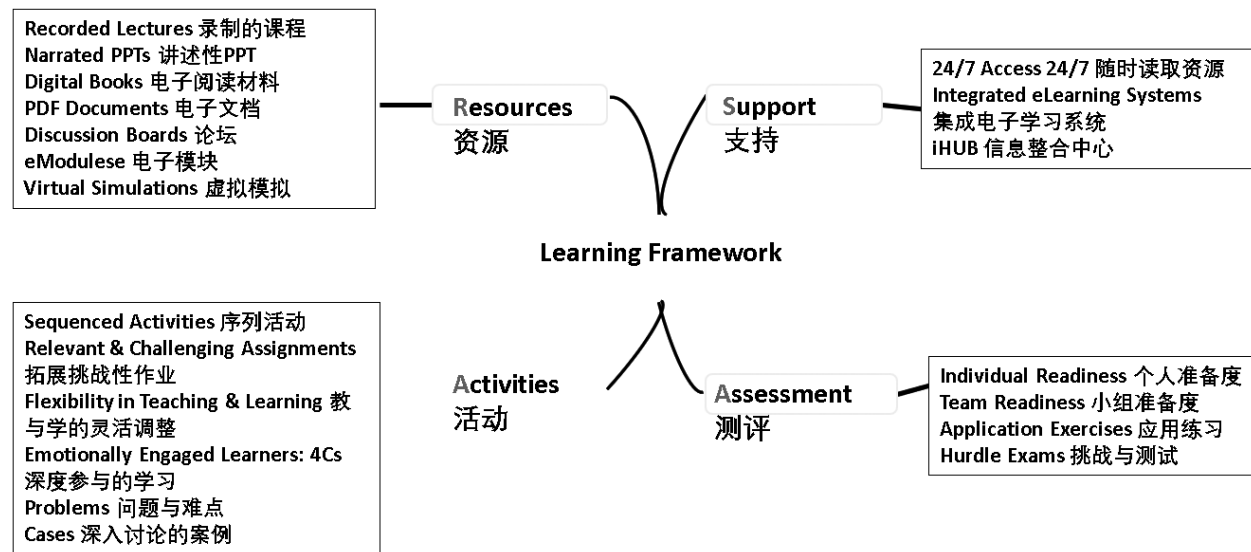 Recorded Lectures 录制的课程
Narrated PPTs 讲述性PPT
Digital Books 电子阅读材料
PDF Documents 电子文档
Discussion Boards 论坛
eModulese 电子模块
Virtual Simulations 虚拟模拟
Resources
资源
Support
支持
24/7 Access 24/7 随时读取资源
Integrated eLearning Systems
集成电子学习系统
iHUB 信息整合中心
Learning Framework
Sequenced Activities 序列活动
Relevant & Challenging Assignments
拓展挑战性作业
Flexibility in Teaching & Learning 教
与学的灵活调整
Emotionally Engaged Learners: 4Cs
深度参与的学习
Problems 问题与难点
Cases 深入讨论的案例
Activities
活动
Assessment
测评
Individual Readiness 个人准备度
Team Readiness 小组准备度
Application Exercises 应用练习
Hurdle Exams 挑战与测试